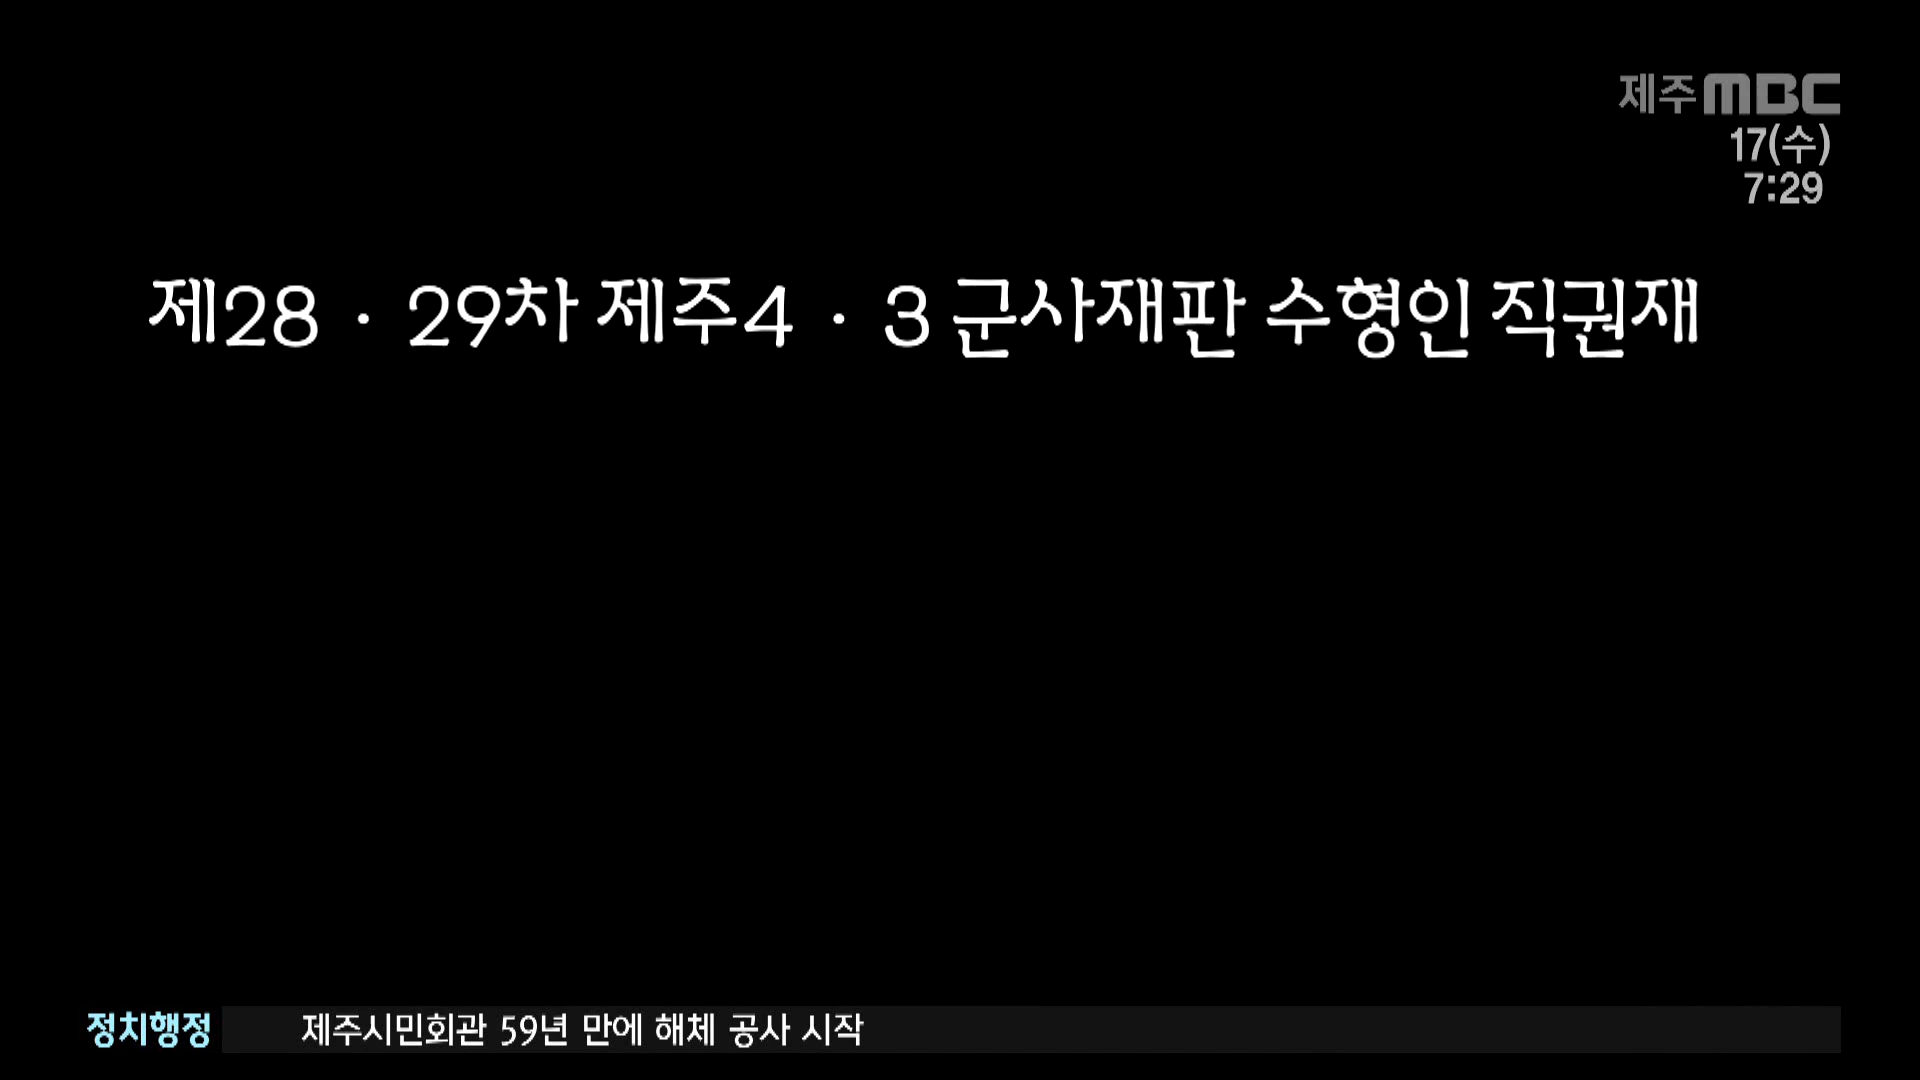 제주MBC
17(수)
7:29
제28 · 29차 제주4 · 3 군사재판 수형인 직권재
정치행정 제주시민회관 59년 만에 해체 공사 시작